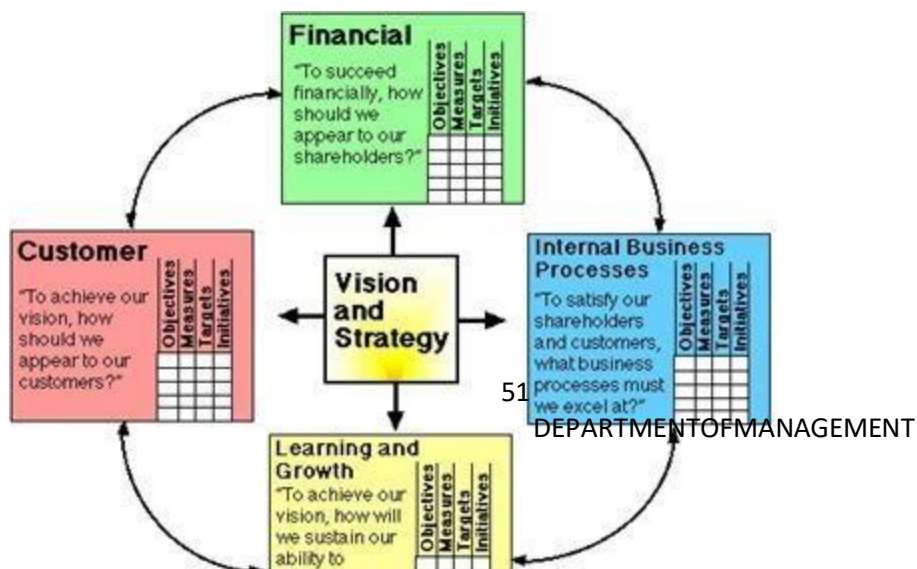 Financial
"To succeed
financially, how
should we
appear to our
shareholders?"
Objectives
Measures
Targets
Initiatives
Customer
"To achieve our
vision, how
should we
appear to our
customers?"
Objectives
Measures
Targets
Initiatives
Vision
and
Strategy
Internal Business
Processes
"To satisfy our
shareholders
and customers,
what business
processes must
we excel at?"
Objectives
Measures
Targets
Initiatives
51
DEPARTMENTOFMANAGEMENT
Learning and
Growth
"To achieve our
vision, how will
we sustain our
ability to
Objectives
Measures
Targets
Initiatives